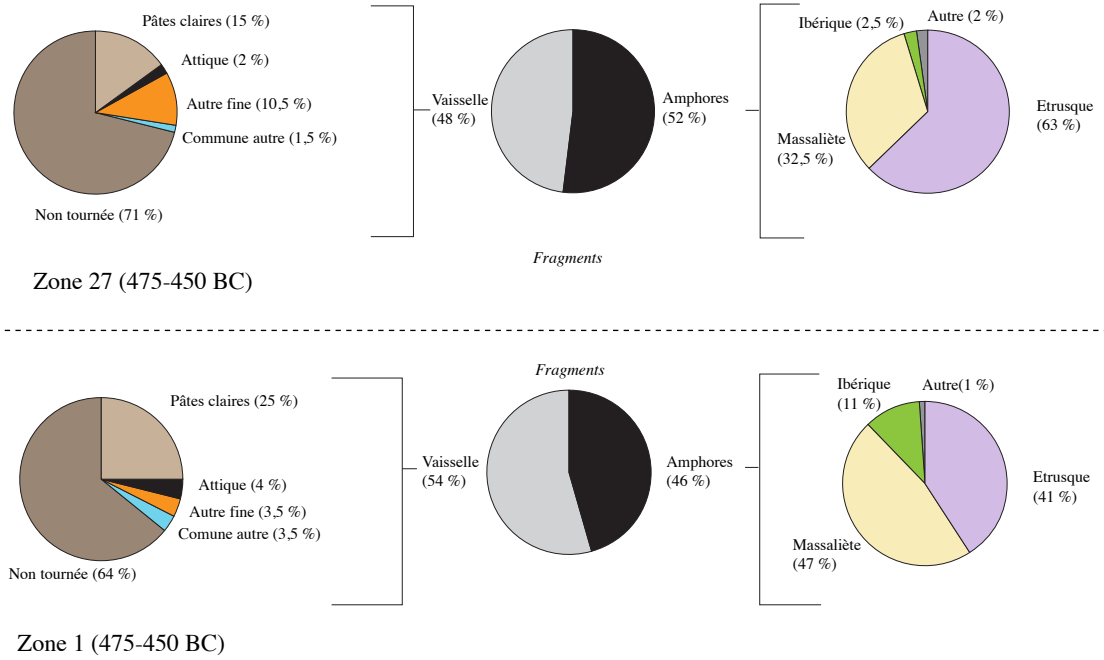 Pâtes claires (15 %)
Attique (2 %)
Autre fine (10,5 %)
Commune autre (1,5 %)
Non tournée (71 %)
Vaisselle
(48 %)
Amphores
(52 %)
Fragments
Ibérique (2,5 %)
Autre (2 %)
Massaliète
(32,5 %)
Etrusque
(63 %)
Zone 27 (475-450 BC)
Pâtes claires (25 %)
Attique (4 %)
Autre fine (3,5 %)
Comune autre (3,5 %)
Non tournée (64 %)
Fragments
Vaisselle
(54 %)
Amphores
(46 %)
Ibérique
(11 %)
Autre(1 %)
Massaliète
(47 %)
Etrusque
(41 %)
Zone 1 (475-450 BC)